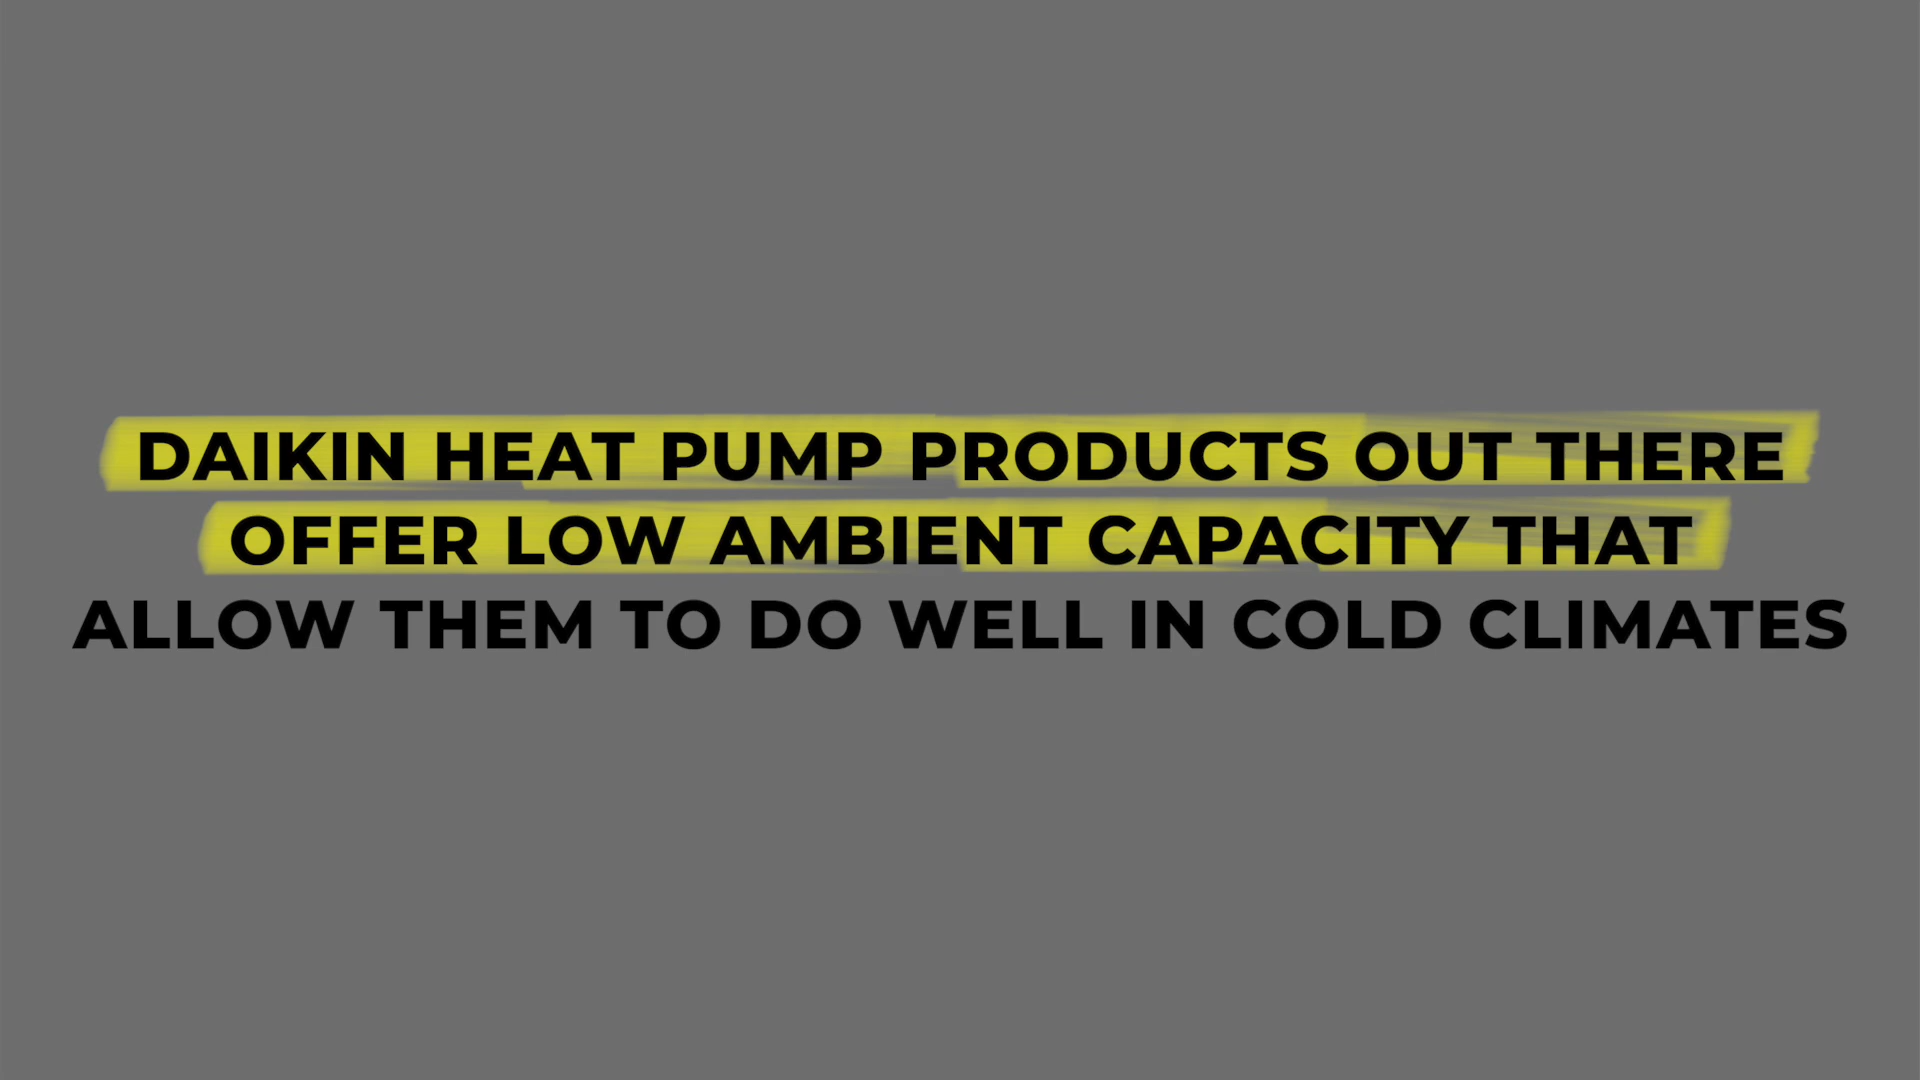 DAIKIN HEAT PUMP PRODUCTS OUT THERE
OFFER LOW AMBIENT CAPACITY THAT
ALLOW THEM TO DO WELL IN COLD CLIMATES